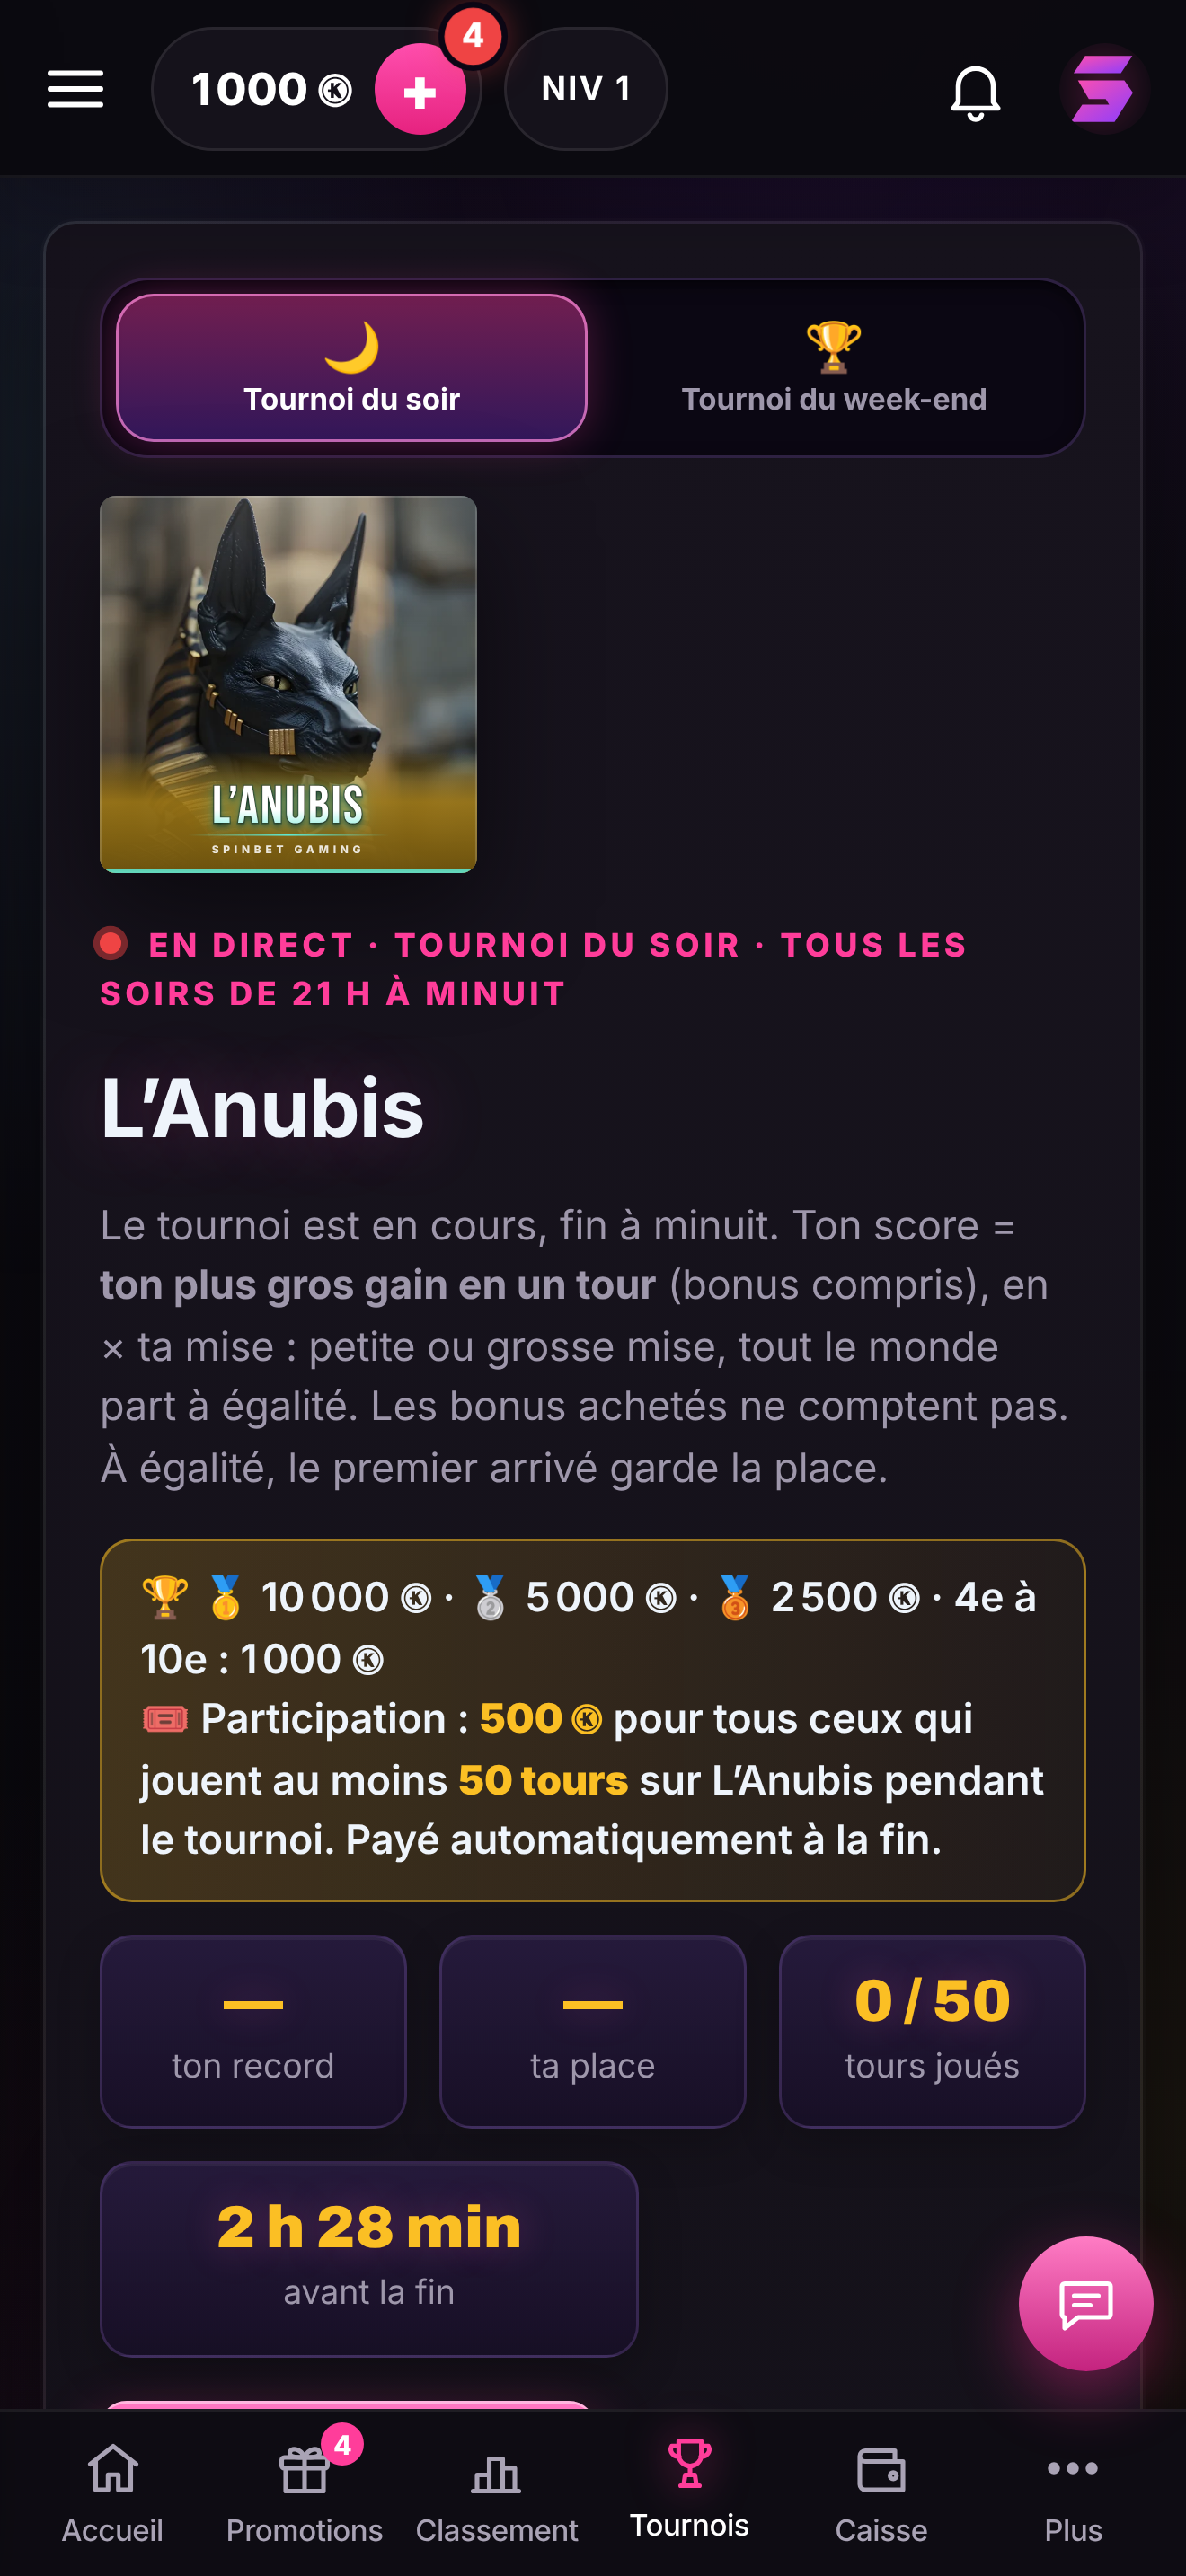 1000
4
NIV 1
Tournoi du soir
Tournoi du week-end
L’ANUBIS
SPINBET GAMING
EN DIRECT · TOURNOI DU SOIR · TOUS LES
SOIRS DE 21 H À MINUIT
L’Anubis
Le tournoi est en cours, fin à minuit. Ton score =
ton plus gros gain en un tour (bonus compris), en
× ta mise : petite ou grosse mise, tout le monde
part à égalité. Les bonus achetés ne comptent pas.
À égalité, le premier arrivé garde la place.
🏆 🥇 10 000 K · 🥈 5 000 K · 🥉 2 500 K · 4e à
10e : 1 000 K
🎟️ Participation : 500 K pour tous ceux qui
jouent au moins 50 tours sur L’Anubis pendant
le tournoi. Payé automatiquement à la fin.
—
ton record
—
ta place
0 / 50
tours joués
2 h 28 min
avant la fin
Accueil
4
Promotions
Classement
Tournois
Caisse
Plus